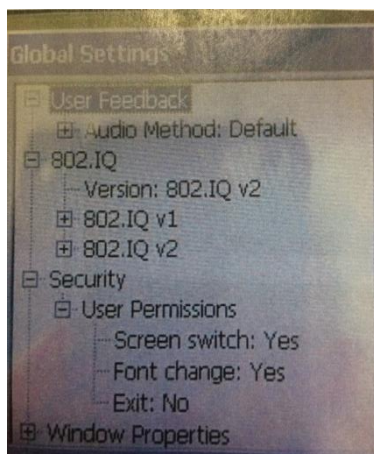 Global Settings
User Feedback
Audio Method: Default
802.IQ
Version: 802.IQ v2
802.IQ v1
802.IQ v2
Security
User Permissions
Screen switch: Yes
Font change: Yes
Exit: No
Window Properties